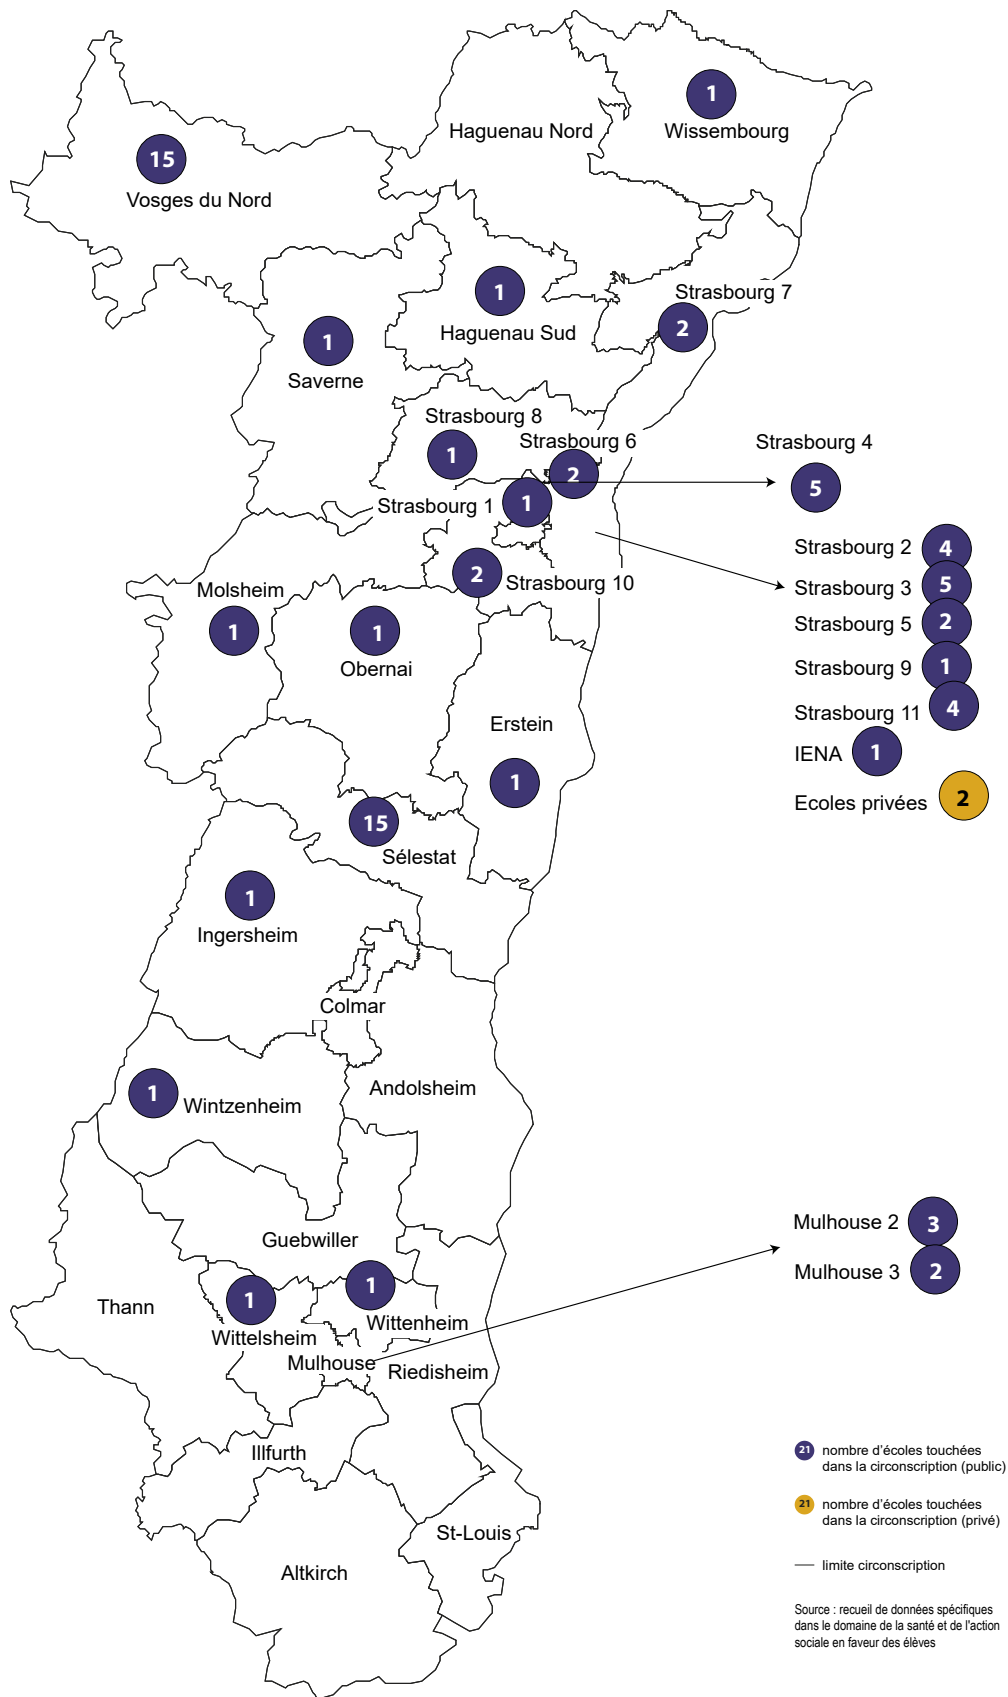 1
Wissembourg
Haguenau Nord
15
Vosges du Nord
1
Haguenau Sud
Strasbourg 7
2
1
Saverne
Strasbourg 8
1
Strasbourg 6
2
Strasbourg 1
1
2
Strasbourg 10
Strasbourg 4
5
Strasbourg 2 4
Strasbourg 3 5
Strasbourg 5 2
Strasbourg 9 1
Strasbourg 11 4
IENA 1
Ecoles privées 2
Molsheim
1
1
Obernai
Erstein
1
15
Sélestat
1
Ingersheim
Colmar
Andolsheim
1
Wintzenheim
Guebwiller
Thann
1
Wittelsheim
1
Wittenheim
Mulhouse
Riedisheim
Mulhouse 2 3
Mulhouse 3 2
Illfurth
St-Louis
Altkirch
21 nombre d'écoles touchées
dans la circonscription (public)
21 nombre d'écoles touchées
dans la circonscription (privé)
limite circonscription
Source : recueil de données spécifiques
dans le domaine de la santé et de l'action
sociale en faveur des élèves